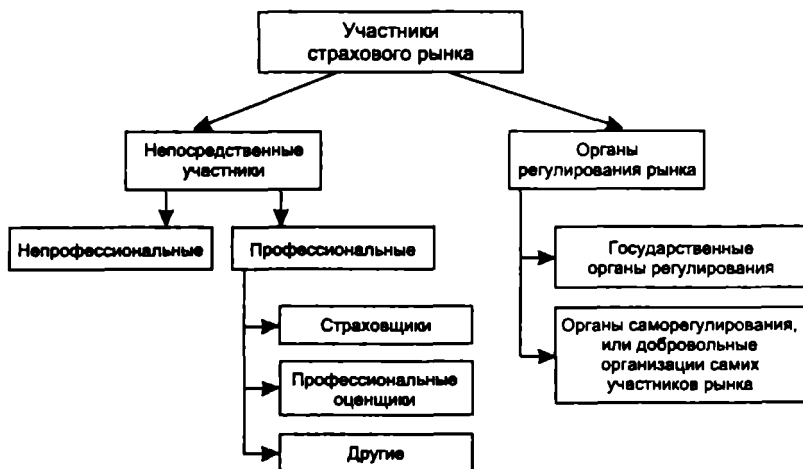 Участники
страхового рынка
Непосредственные
участники
Органы
регулирования рынка
Непрофессиональные
Профессиональные
Государственные
органы регулирования
Страховщики
Органы саморегулирования,
или добровольные
организации самих
участников рынка
Профессиональные
оценщики
Другие